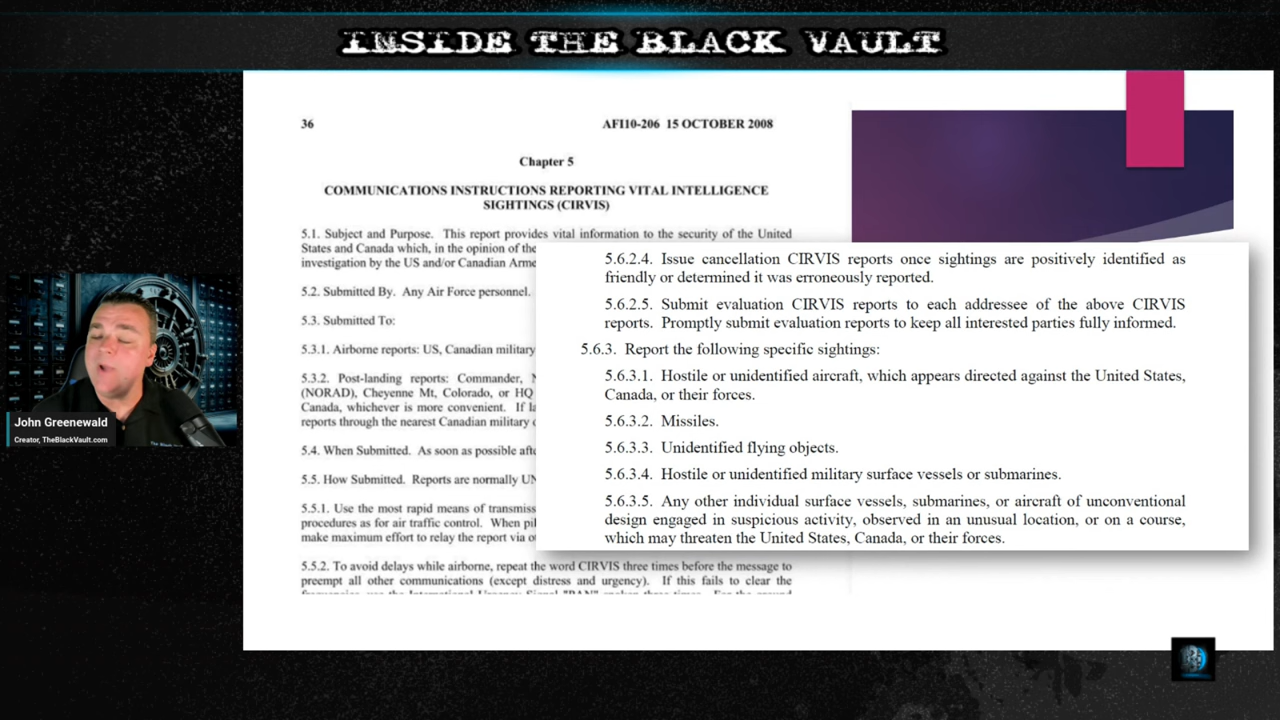 INSIDE THE BLACK VAULT
36 AFI10-206 15 OCTOBER 2008
Chapter 5
COMMUNICATIONS INSTRUCTIONS REPORTING VITAL INTELLIGENCE
SIGHTINGS (CIRVIS)
5.1. Subject and Purpose. This report provides vital information to the security of the United
States and Canada which, in the opinion of the
investigation by the US and/or Canadian Arme
5.2. Submitted By. Any Air Force personnel.
5.3. Submitted To:
5.3.1. Airborne reports: US, Canadian military
5.3.2. Post-landing reports: Commander, N
(NORAD), Cheyenne Mt, Colorado, or HQ
Canada, whichever is more convenient. If la
reports through the nearest Canadian military
5.4. When Submitted. As soon as possible afte
5.5. How Submitted. Reports are normally UN
5.5.1. Use the most rapid means of transmiss
procedures as for air traffic control. When pil
make maximum effort to relay the report via ot
5.5.2. To avoid delays while airborne, repeat the word CIRVIS three times before the message to
preempt all other communications (except distress and urgency). If this fails to clear the
5.6.2.4. Issue cancellation CIRVIS reports once sightings are positively identified as
friendly or determined it was erroneously reported.
5.6.2.5. Submit evaluation CIRVIS reports to each addressee of the above CIRVIS
reports. Promptly submit evaluation reports to keep all interested parties fully informed.
5.6.3. Report the following specific sightings:
5.6.3.1. Hostile or unidentified aircraft, which appears directed against the United States,
Canada, or their forces.
5.6.3.2. Missiles.
5.6.3.3. Unidentified flying objects.
5.6.3.4. Hostile or unidentified military surface vessels or submarines.
5.6.3.5. Any other individual surface vessels, submarines, or aircraft of unconventional
design engaged in suspicious activity, observed in an unusual location, or on a course,
which may threaten the United States, Canada, or their forces.
John Greenewald
Creator, TheBlackVault.com